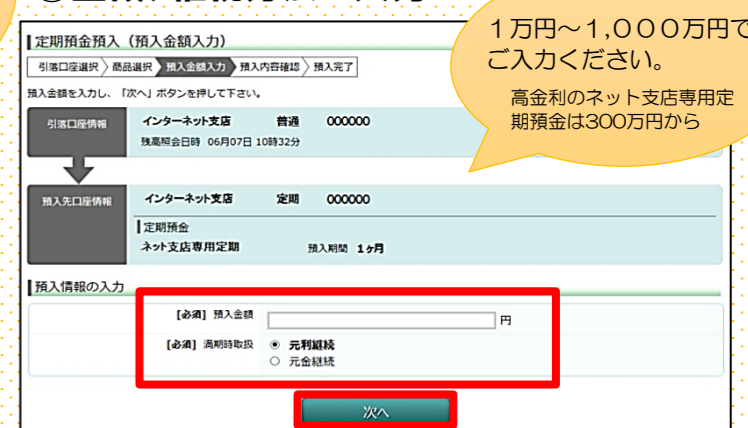 定期預金預入（預入金額入力）
引落口座選択 商品選択 預入金額入力 預入内容確認 預入完了
預入金額を入力し、「次へ」ボタンを押して下さい。
引落口座情報 インターネット支店 普通 000000
残高照会日時 06月07日 10時32分
1万円～1,000万円で
ご入力ください。
高金利のネット支店専用定
期預金は300万円から
預入先口座情報 インターネット支店 定期 000000
定期預金
ネット支店専用定期 預入期間 1ヶ月
預入情報の入力
[必須] 預入金額 円
[必須] 満期時取扱 元利継続
元金継続
次へ